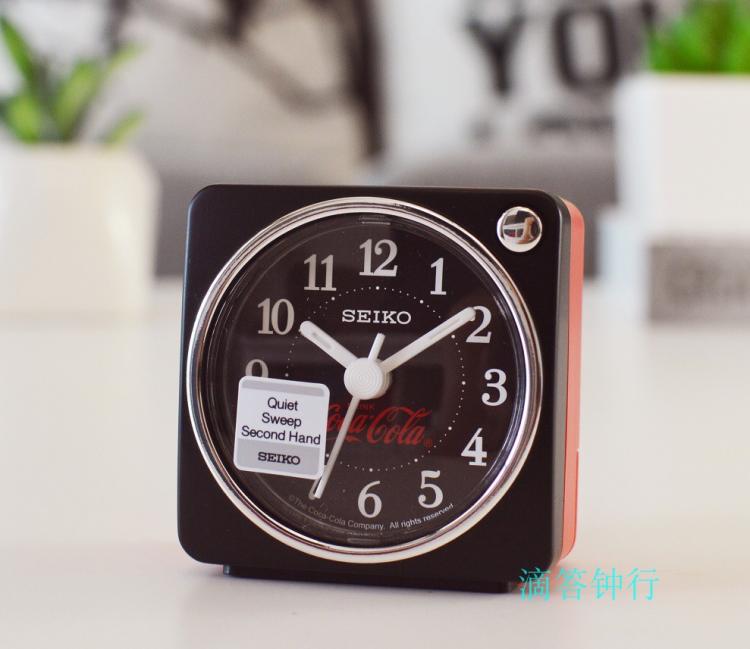 YOU
12
11
1
10
2
SEIKO
9
3
Coca-Cola®
Quiet
Sweep
Second Hand
SEIKO
4
5
6
©The Coca-Cola Company. All rights reserved
滴答钟行